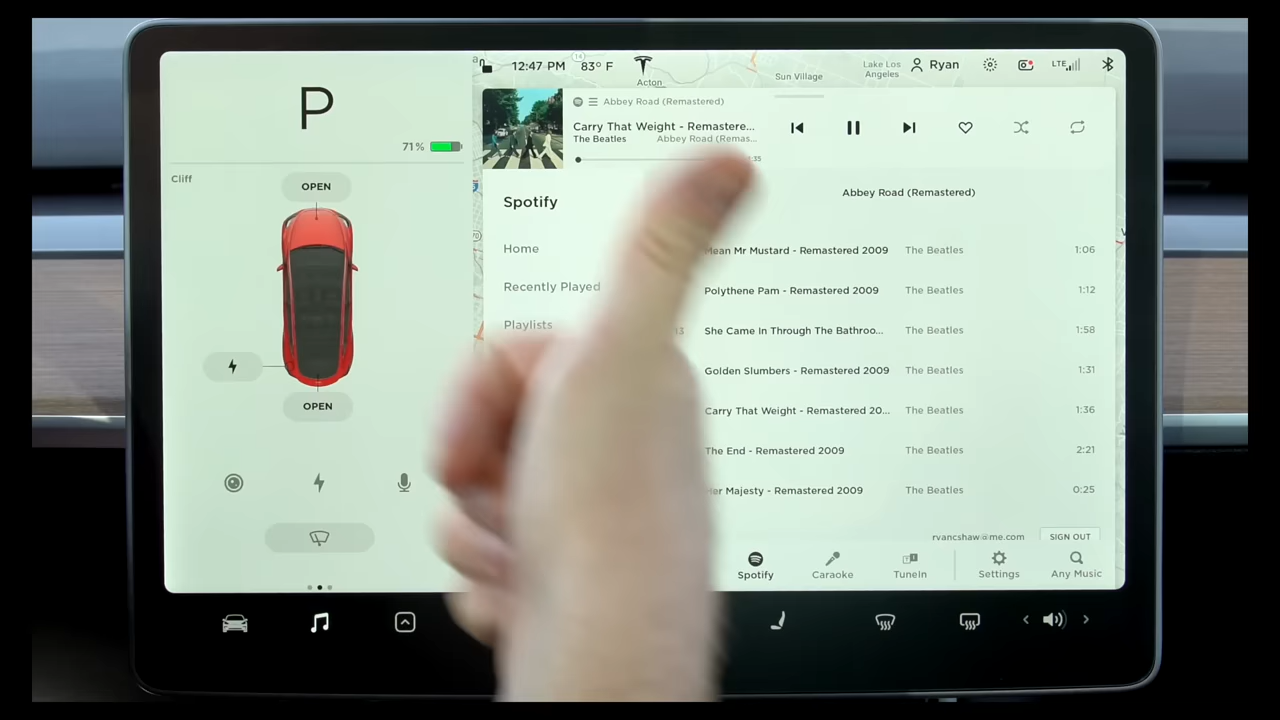 P
71%
Cliff
OPEN
OPEN
12:47 PM 83° F
Acton
Sun Village
Lake Los
Angeles
Ryan
LTE
Abbey Road (Remastered)
Carry That Weight - Remastere...
The Beatles Abbey Road (Remas...
:35
Spotify
Home
Recently Played
Playlists
Abbey Road (Remastered)
Mean Mr Mustard - Remastered 2009 The Beatles 1:06
Polythene Pam - Remastered 2009 The Beatles 1:12
13 She Came In Through The Bathroo... The Beatles 1:58
Golden Slumbers - Remastered 2009 The Beatles 1:31
Carry That Weight - Remastered 20... The Beatles 1:36
The End - Remastered 2009 The Beatles 2:21
Her Majesty - Remastered 2009 The Beatles 0:25
ryancshaw@me.com SIGN OUT
Spotify Caraoke TuneIn Settings Any Music